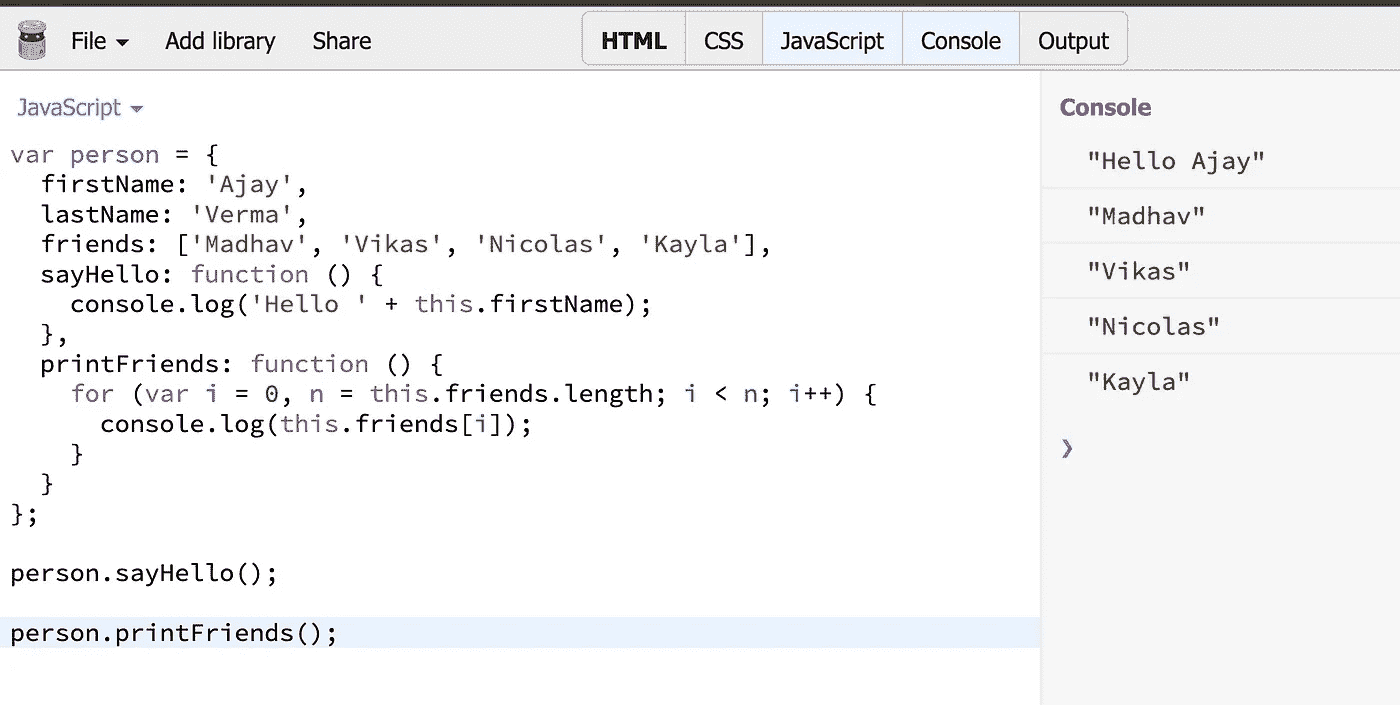 File Add library Share HTML CSS JavaScript Console Output
JavaScript
var person = {
  firstName: 'Ajay',
  lastName: 'Verma',
  friends: ['Madhav', 'Vikas', 'Nicolas', 'Kayla'],
  sayHello: function () {
    console.log('Hello ' + this.firstName);
  },
  printFriends: function () {
    for (var i = 0, n = this.friends.length; i < n; i++) {
      console.log(this.friends[i]);
    }
  }
};

person.sayHello();

person.printFriends();
Console
"Hello Ajay"
"Madhav"
"Vikas"
"Nicolas"
"Kayla"
❯